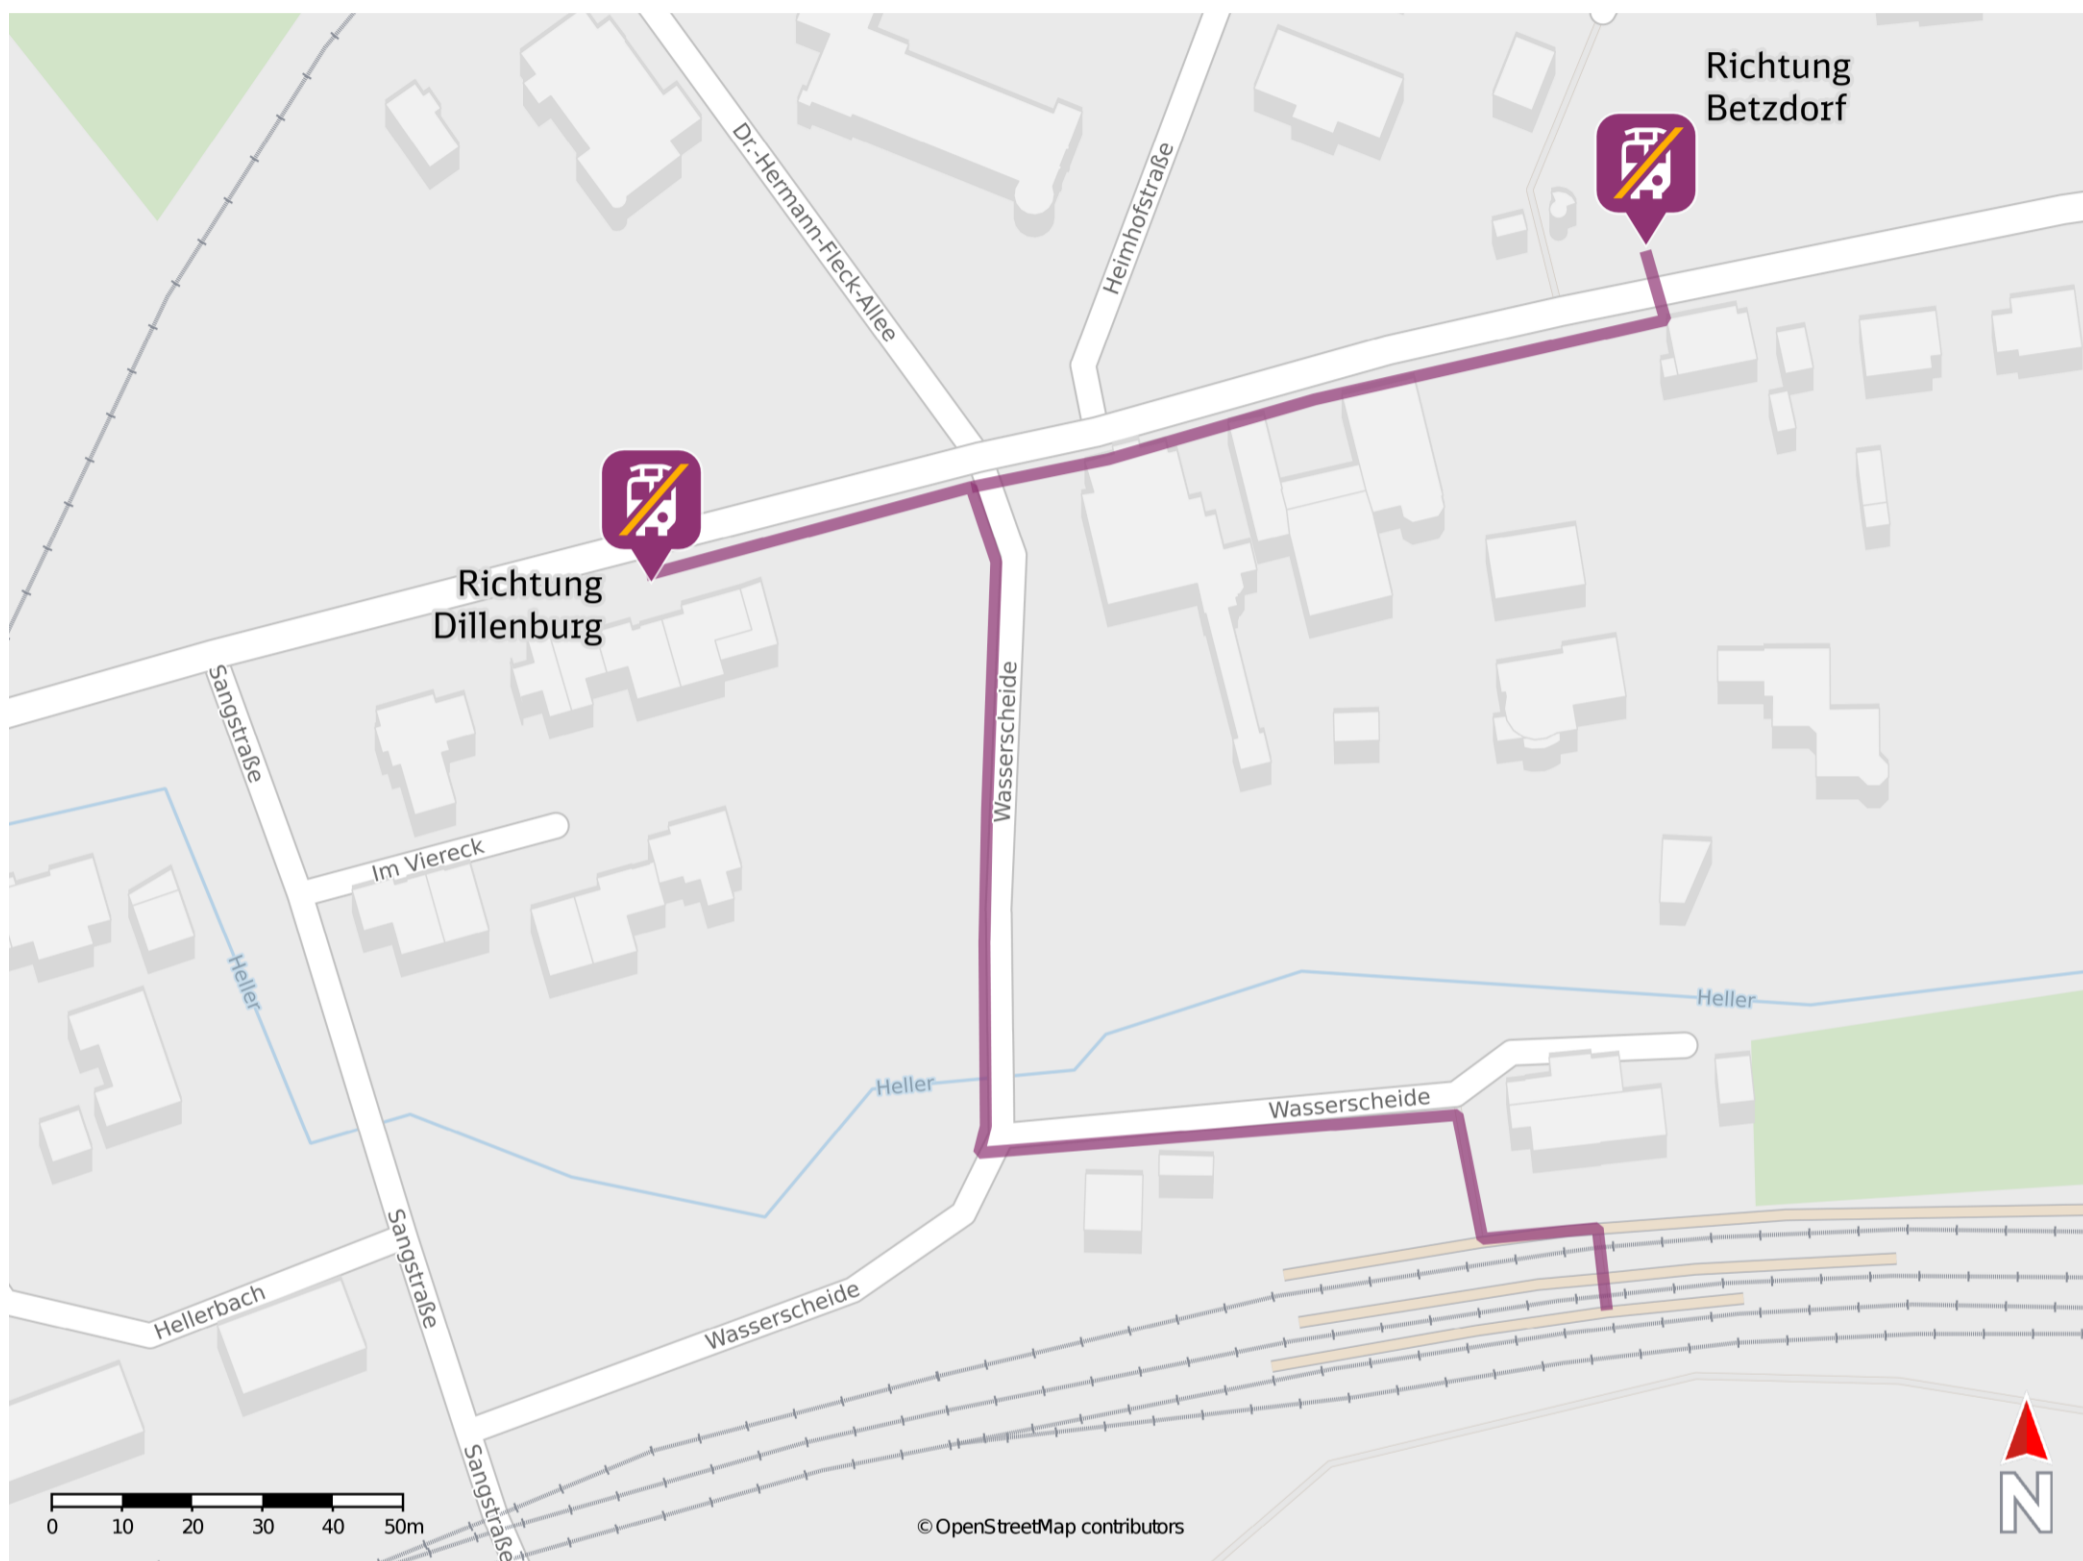 Richtung
Betzdorf
Dr.-Hermann-Fleck-Allee
Heimhofstraße
Richtung
Dillenburg
Sangstraße
Wasserscheide
Im Viereck
Heller
Heller
Heller
Wasserscheide
Sangstraße
Hellerbach
Wasserscheide
Sangstraße
0 10 20 30 40 50m
© OpenStreetMap contributors
N